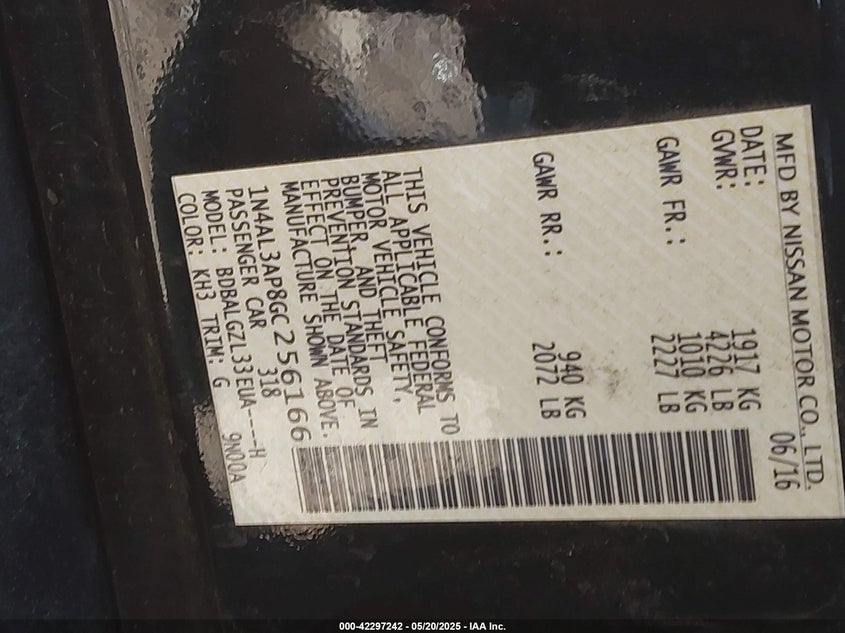 MFD BY NISSAN MOTOR CO., LTD.
DATE: 06/16
GVWR: 1917 KG
4226 LB
GAWR FR.: 1010 KG
2227 LB
GAWR RR.: 940 KG
2072 LB
THIS VEHICLE CONFORMS TO
ALL APPLICABLE FEDERAL
MOTOR VEHICLE SAFETY,
BUMPER, AND THEFT
PREVENTION STANDARDS IN
EFFECT ON THE DATE OF
MANUFACTURE SHOWN ABOVE.
1N4AL3AP8GC256166
PASSENGER CAR 318
MODEL: BDBALGZL33EUA----H
COLOR: KH3 TRIM: G 9N00A
000-42297242 - 05/20/2025 - IAA Inc.